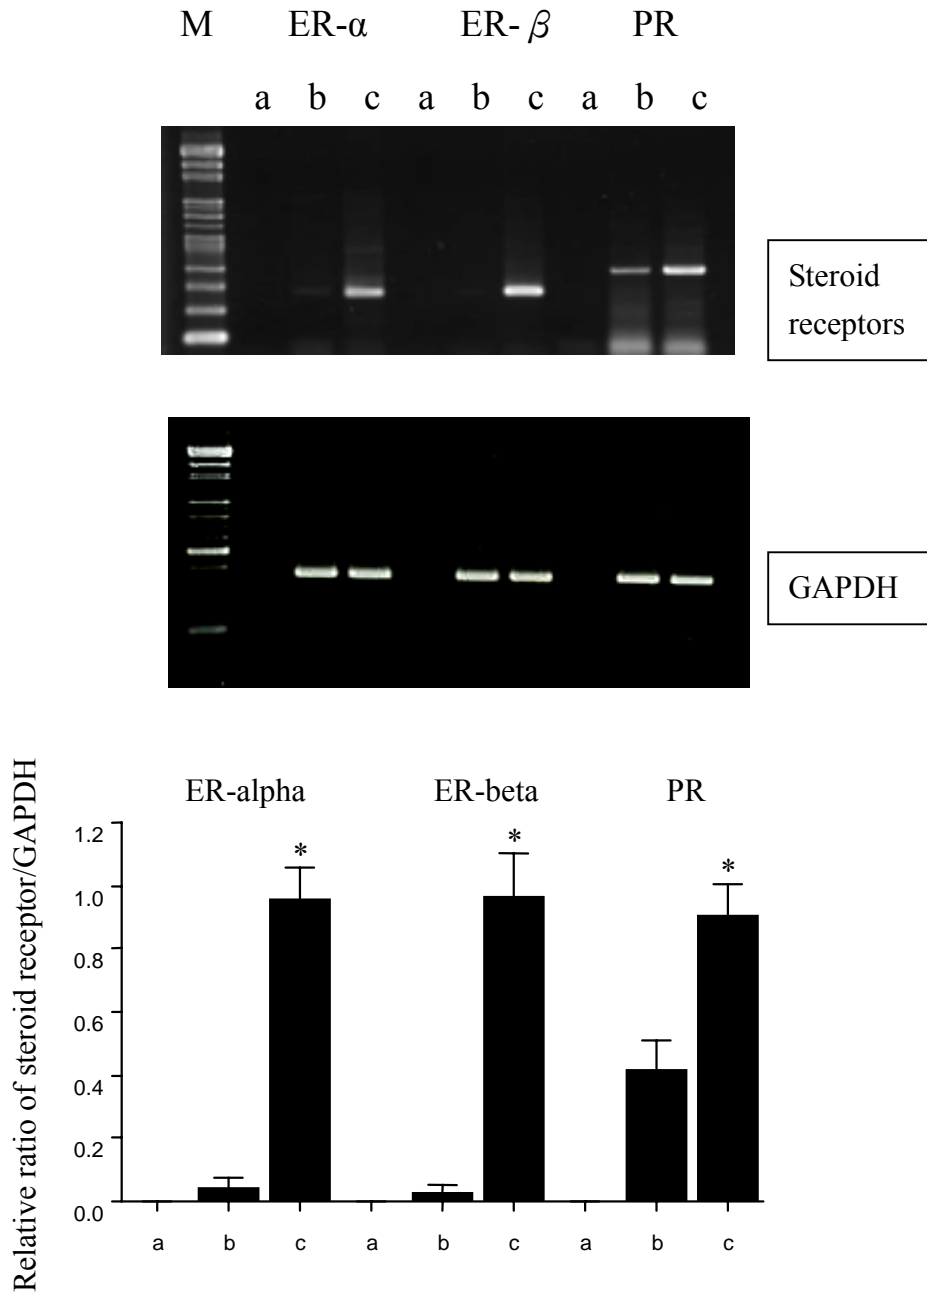 M ER-α ER- β PR
a b c a b c a b c
Steroid
receptors
GAPDH
Relative ratio of steroid receptor/GAPDH
ER-alpha ER-beta PR
1.2
1.0
0.8
0.6
0.4
0.2
0.0
* * *
a b c a b c a b c